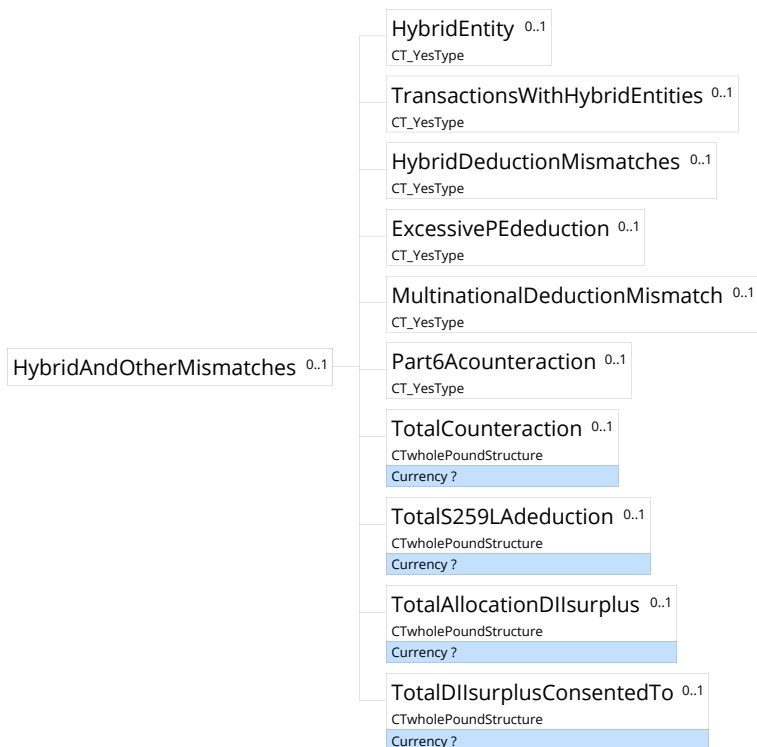 HybridEntity 0..1
CT_YesType
TransactionsWithHybridEntities 0..1
CT_YesType
HybridDeductionMismatches 0..1
CT_YesType
ExcessivePEdeduction 0..1
CT_YesType
MultinationalDeductionMismatch 0..1
CT_YesType
HybridAndOtherMismatches 0..1
Part6Acounteraction 0..1
CT_YesType
TotalCounteraction 0..1
CTwholePoundStructure
Currency ?
TotalS259LAdeduction 0..1
CTwholePoundStructure
Currency ?
TotalAllocationDIIsurplus 0..1
CTwholePoundStructure
Currency ?
TotalDIIsurplusConsentedTo 0..1
CTwholePoundStructure
Currency ?